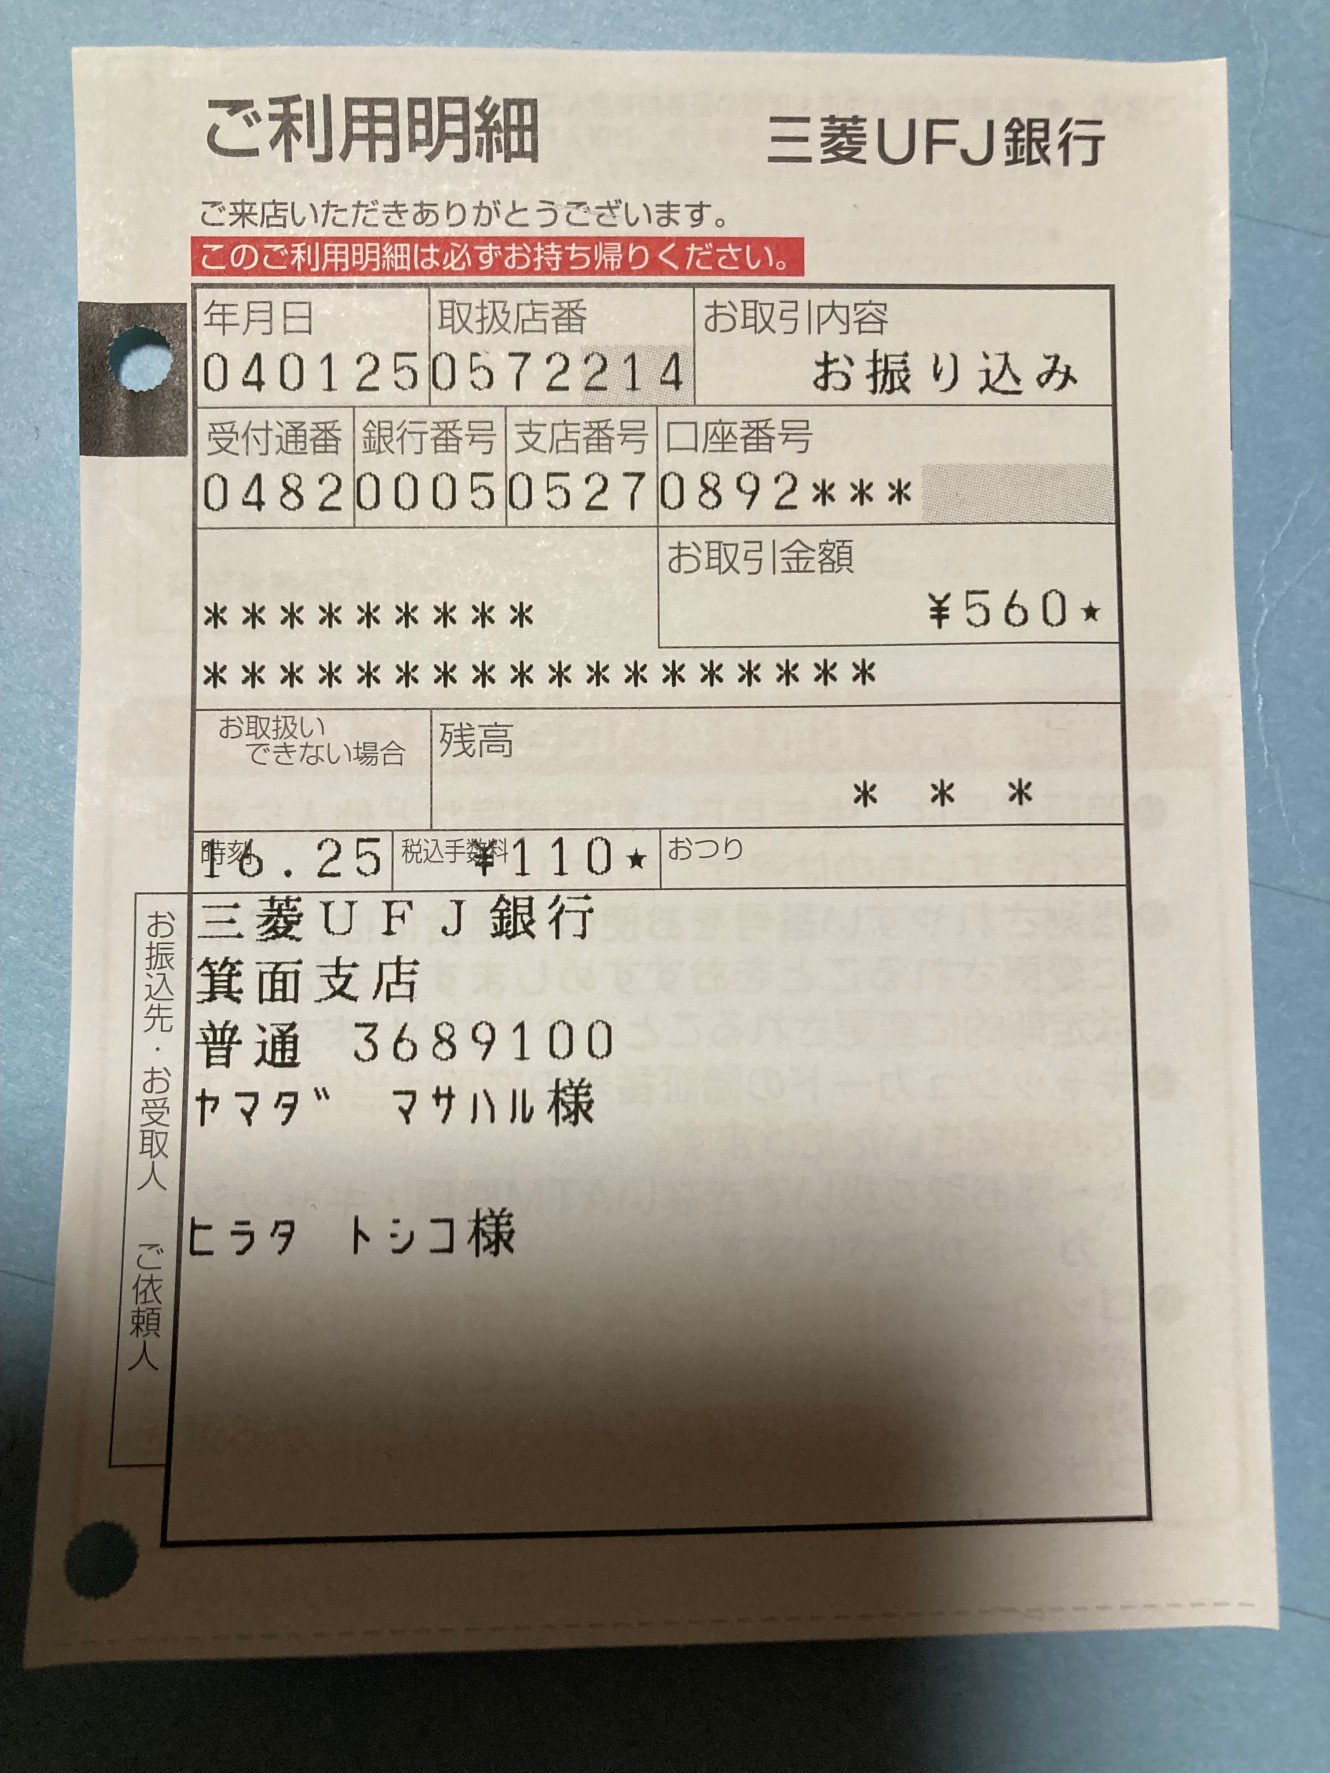 ご利用明細 三菱UFJ銀行
ご来店いただきありがとうございます。
このご利用明細は必ずお持ち帰りください。
年月日 取扱店番 お取引内容
040125 0572214 お振り込み
受付通番 銀行番号 支店番号 口座番号
0482 0005 0527 0892***
お取引金額
¥560★
*********
******************
お取扱い
できない場合
残高
* * *
時刻 16.25 税込手数料 ¥110★ おつり
お振込先・お受取人 ご依頼人
三菱UFJ銀行
箕面支店
普通 3689100
ヤマダ マサハル様
ヒラタ トシコ様